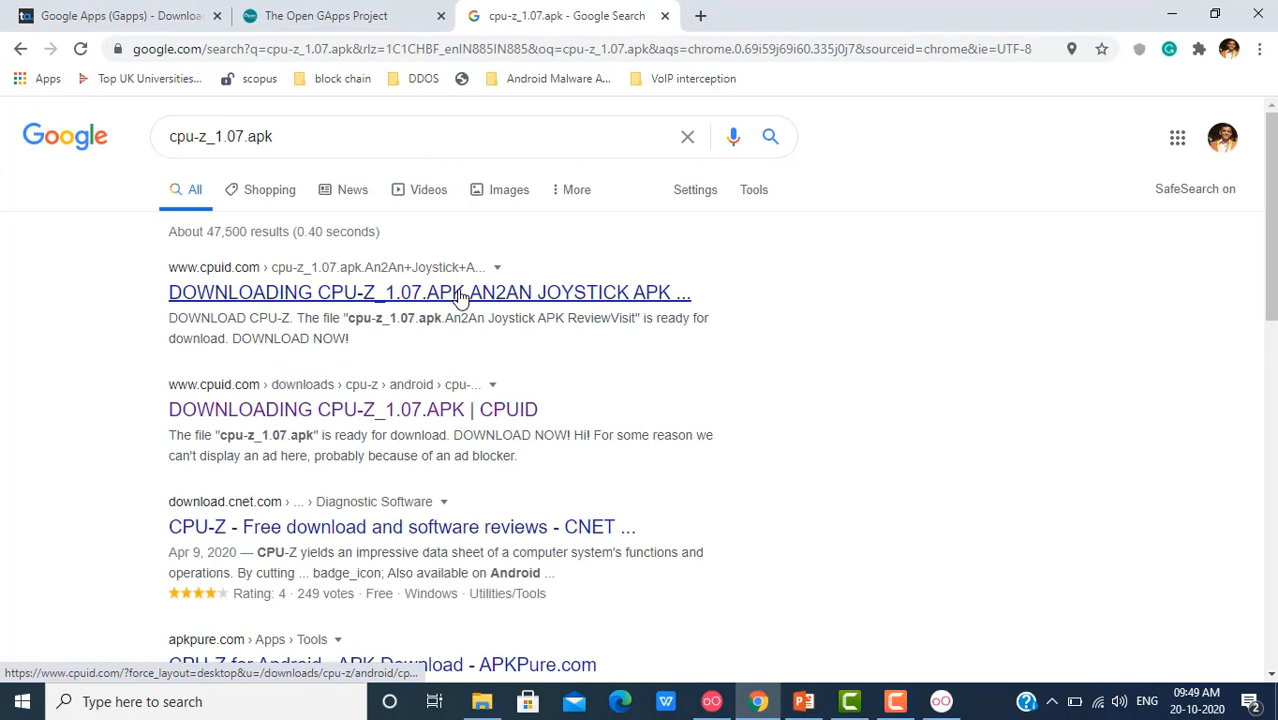 Google Apps (Gapps) - Downloa
The Open GApps Project
cpu-z_1.07.apk - Google Search
google.com/search?q=cpu-z_1.07.apk&rlz=1C1CHBF_enIN885IN885&oq=cpu-z_1.07.apk&aqs=chrome.0.69i59j69i60.335j0j7&sourceid=chrome&ie=UTF-8
Apps
Top UK Universities...
scopus
block chain
DDOS
Android Malware A...
VoIP interception
Google
cpu-z_1.07.apk
All
Shopping
News
Videos
Images
More
Settings
Tools
SafeSearch on
About 47,500 results (0.40 seconds)
www.cpuid.com › cpu-z_1.07.apk.An2An+Joystick+A...
DOWNLOADING CPU-Z_1.07.APK.AN2AN JOYSTICK APK ...
DOWNLOAD CPU-Z. The file "cpu-z_1.07.apk.An2An Joystick APK ReviewVisit" is ready for
download. DOWNLOAD NOW!
www.cpuid.com › downloads › cpu-z › android › cpu-...
DOWNLOADING CPU-Z_1.07.APK | CPUID
The file "cpu-z_1.07.apk" is ready for download. DOWNLOAD NOW! Hi! For some reason we
can't display an ad here, probably because of an ad blocker.
download.cnet.com › ... › Diagnostic Software
CPU-Z - Free download and software reviews - CNET ...
Apr 9, 2020 — CPU-Z yields an impressive data sheet of a computer system's functions and
operations. By cutting ... badge_icon; Also available on Android ...
Rating: 4 · 249 votes · Free · Windows · Utilities/Tools
apkpure.com › Apps › Tools
CPU-Z for Android - APK Download - APKPure.com
https://www.cpuid.com/?force_layout=desktop&u=/downloads/cpu-z/android/cp...
Type here to search
ENG
09:49 AM
20-10-2020
2